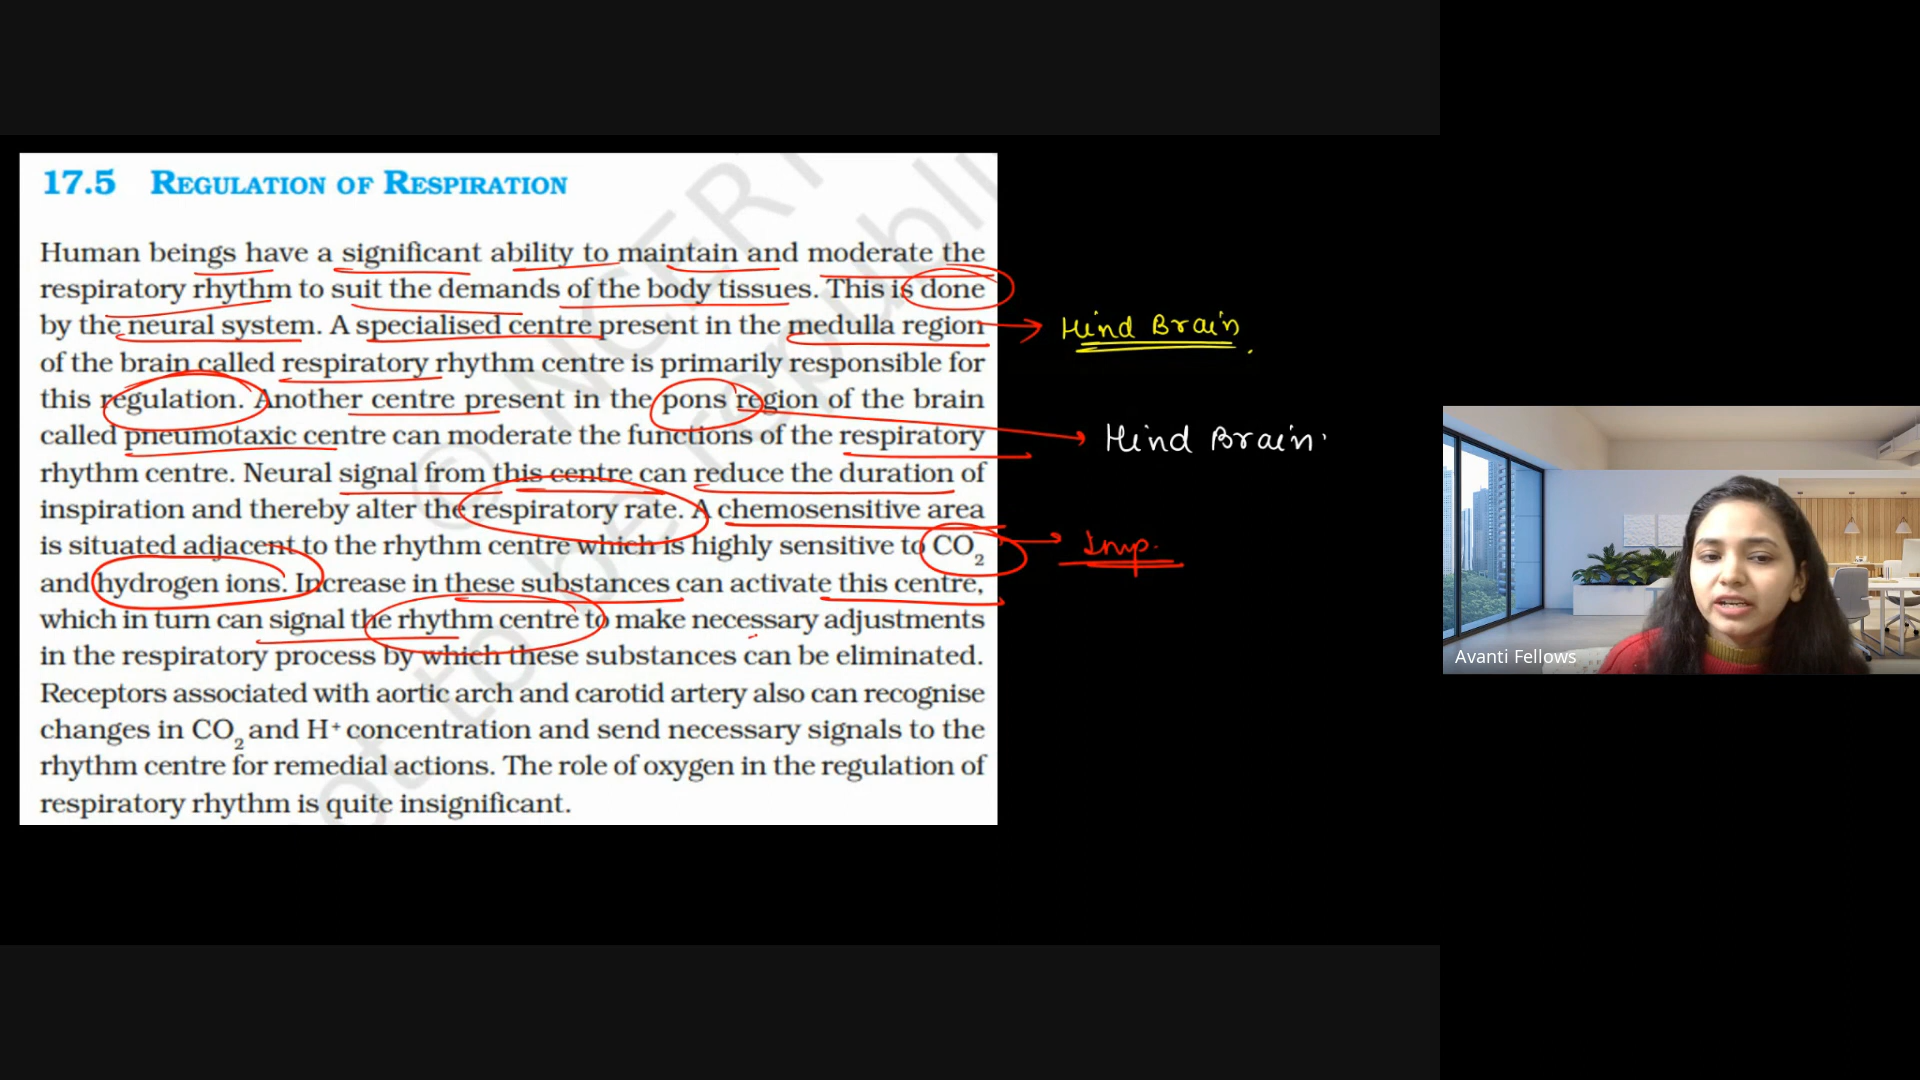 17.5 REGULATION OF RESPIRATION
Human beings have a significant ability to maintain and moderate the
respiratory rhythm to suit the demands of the body tissues. This is done
by the neural system. A specialised centre present in the medulla region
of the brain called respiratory rhythm centre is primarily responsible for
this regulation. Another centre present in the pons region of the brain
called pneumotaxic centre can moderate the functions of the respiratory
rhythm centre. Neural signal from this centre can reduce the duration of
inspiration and thereby alter the respiratory rate. A chemosensitive area
is situated adjacent to the rhythm centre which is highly sensitive to CO2
and hydrogen ions. Increase in these substances can activate this centre,
which in turn can signal the rhythm centre to make necessary adjustments
in the respiratory process by which these substances can be eliminated.
Receptors associated with aortic arch and carotid artery also can recognise
changes in CO2 and H+ concentration and send necessary signals to the
rhythm centre for remedial actions. The role of oxygen in the regulation of
respiratory rhythm is quite insignificant.
Hind Brain
Hind Brain
Imp.
Avanti Fellows
© NCERT
not to be republi